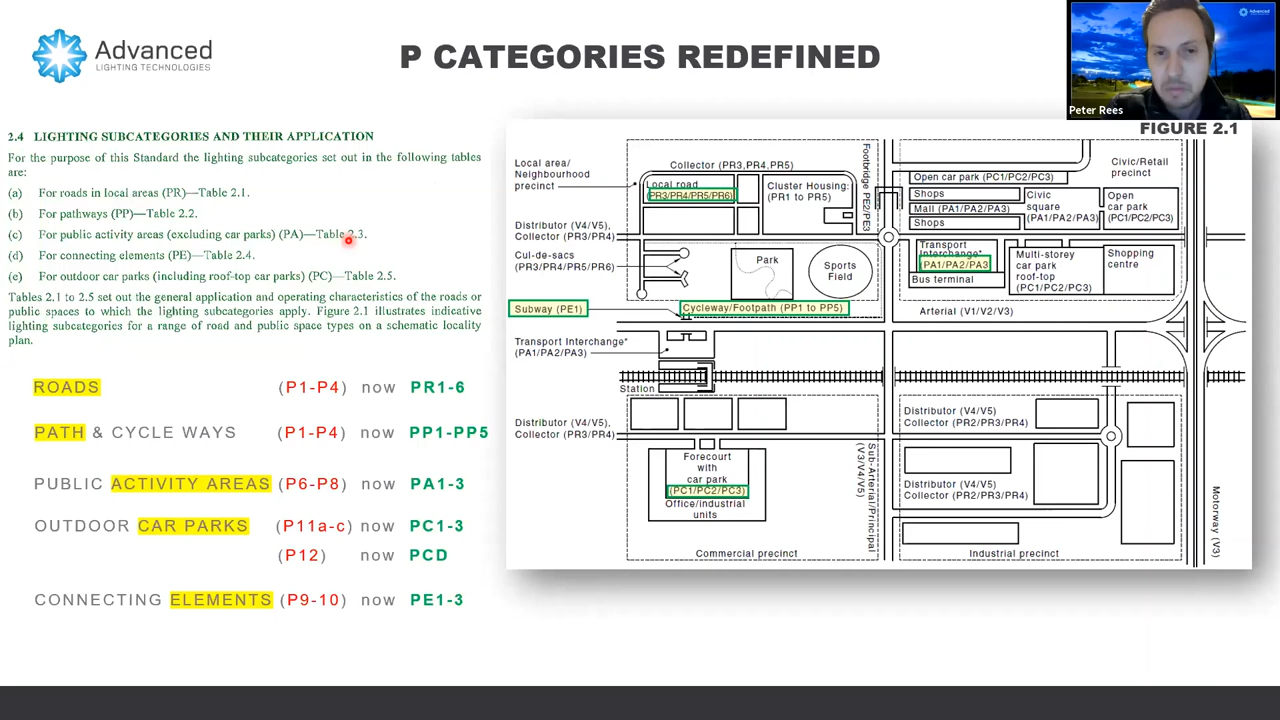 Advanced
LIGHTING TECHNOLOGIES
P CATEGORIES REDEFINED
Peter Rees
2.4 LIGHTING SUBCATEGORIES AND THEIR APPLICATION
For the purpose of this Standard the lighting subcategories set out in the following tables
are:
(a) For roads in local areas (PR)—Table 2.1.
(b) For pathways (PP)—Table 2.2.
(c) For public activity areas (excluding car parks) (PA)—Table 2.3.
(d) For connecting elements (PE)—Table 2.4.
(e) For outdoor car parks (including roof-top car parks) (PC)—Table 2.5.
Tables 2.1 to 2.5 set out the general application and operating characteristics of the roads or
public spaces to which the lighting subcategories apply. Figure 2.1 illustrates indicative
lighting subcategories for a range of road and public space types on a schematic locality
plan.
ROADS (P1-P4) now PR1-6
PATH & CYCLE WAYS (P1-P4) now PP1-PP5
PUBLIC ACTIVITY AREAS (P6-P8) now PA1-3
OUTDOOR CAR PARKS (P11a-c) now PC1-3
(P12) now PCD
CONNECTING ELEMENTS (P9-10) now PE1-3
FIGURE 2.1
Local area/
Neighbourhood
precinct
Collector (PR3,PR4,PR5)
Local road
(PR3/PR4/PR5/PR6)
Cluster Housing:
(PR1 to PR5)
Footbridge PE2/PE3
Open car park (PC1/PC2/PC3)
Civic/Retail
precinct
Shops
Mall (PA1/PA2/PA3)
Shops
Civic
square
(PA1/PA2/PA3)
Open
car park
(PC1/PC2/PC3)
Distributor (V4/V5),
Collector (PR3/PR4)
Cul-de-sacs
(PR3/PR4/PR5/PR6)
Park
Sports
Field
Transport
Interchange*
(PA1/PA2/PA3
Bus terminal
Multi-storey
car park
roof-top
(PC1/PC2/PC3)
Shopping
centre
Subway (PE1)
Cycleway/Footpath (PP1 to PP5)
Arterial (V1/V2/V3)
Transport Interchange*
(PA1/PA2/PA3)
Station
Distributor (V4/V5),
Collector (PR3/PR4)
Forecourt
with
car park
(PC1/PC2/PC3)
Office/industrial
units
Commercial precinct
Sub-Arterial/Principal
(V3/V4/V5)
Distributor (V4/V5)
Collector (PR2/PR3/PR4)
Distributor (V4/V5)
Collector (PR2/PR3/PR4)
Industrial precinct
Motorway (V3)